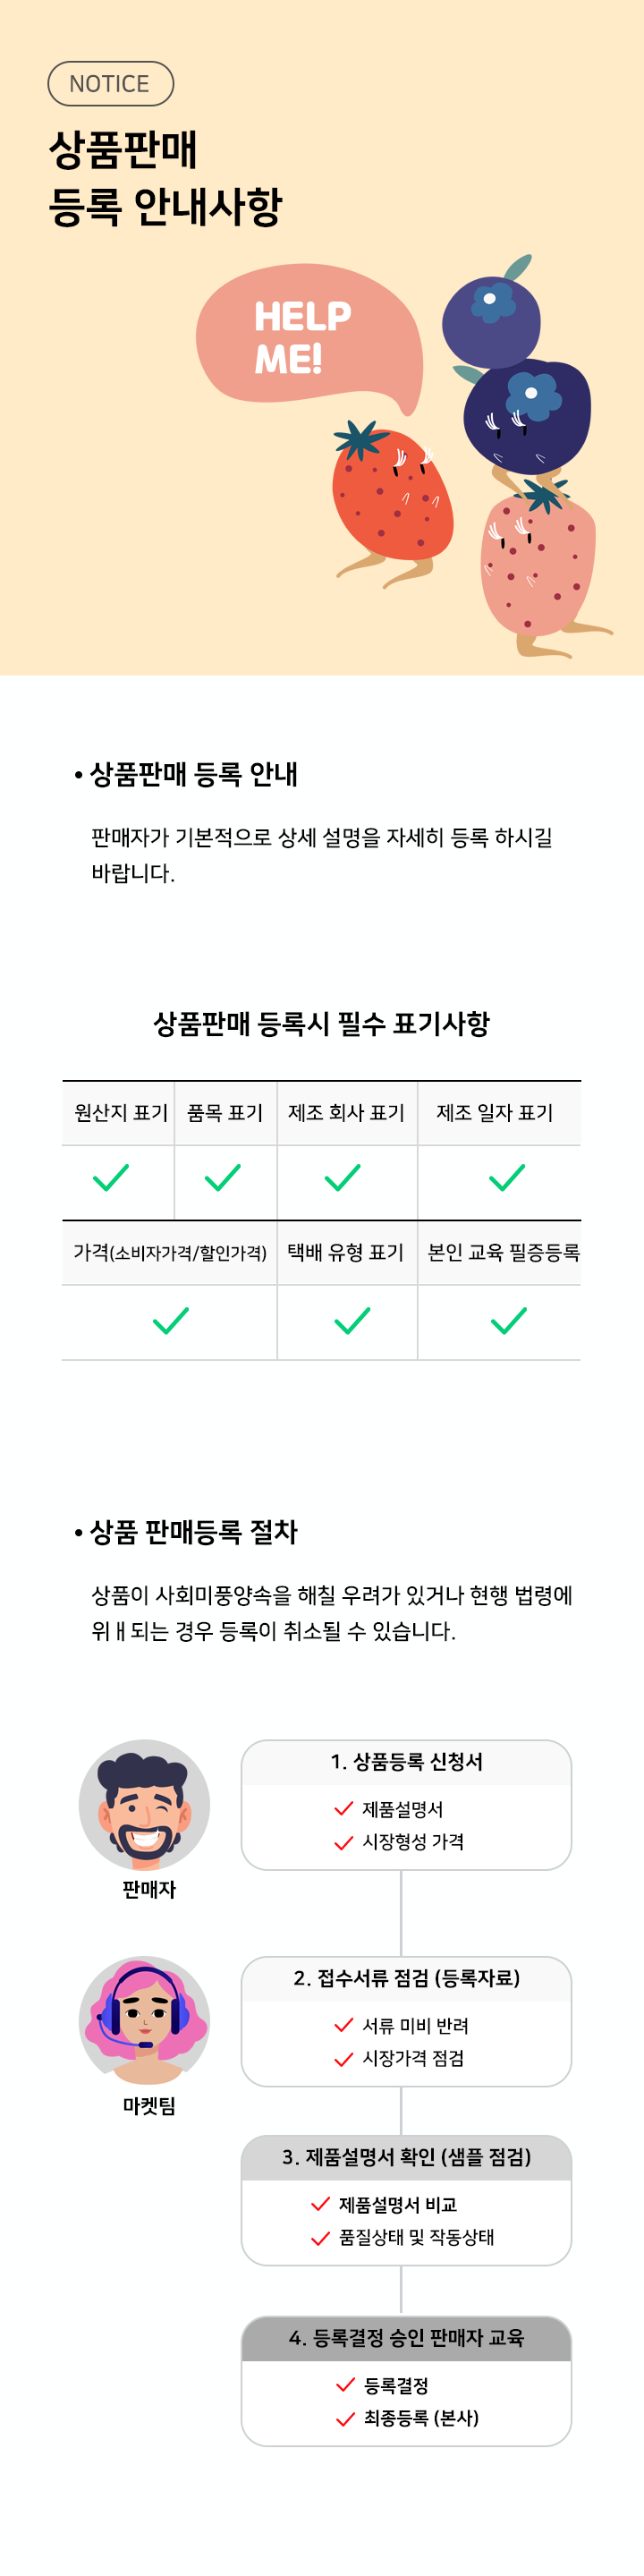 NOTICE
상품판매
등록 안내사항
HELP
ME!
• 상품판매 등록 안내
판매자가 기본적으로 상세 설명을 자세히 등록 하시길
바랍니다.
상품판매 등록시 필수 표기사항
원산지 표기 품목 표기 제조 회사 표기 제조 일자 표기
가격(소비자가격/할인가격) 택배 유형 표기 본인 교육 필증등록
• 상품 판매등록 절차
상품이 사회미풍양속을 해칠 우려가 있거나 현행 법령에
위ㅐ되는 경우 등록이 취소될 수 있습니다.
1. 상품등록 신청서
제품설명서
시장형성 가격
판매자
2. 접수서류 점검 (등록자료)
서류 미비 반려
시장가격 점검
마켓팀
3. 제품설명서 확인 (샘플 점검)
제품설명서 비교
품질상태 및 작동상태
4. 등록결정 승인 판매자 교육
등록결정
최종등록 (본사)